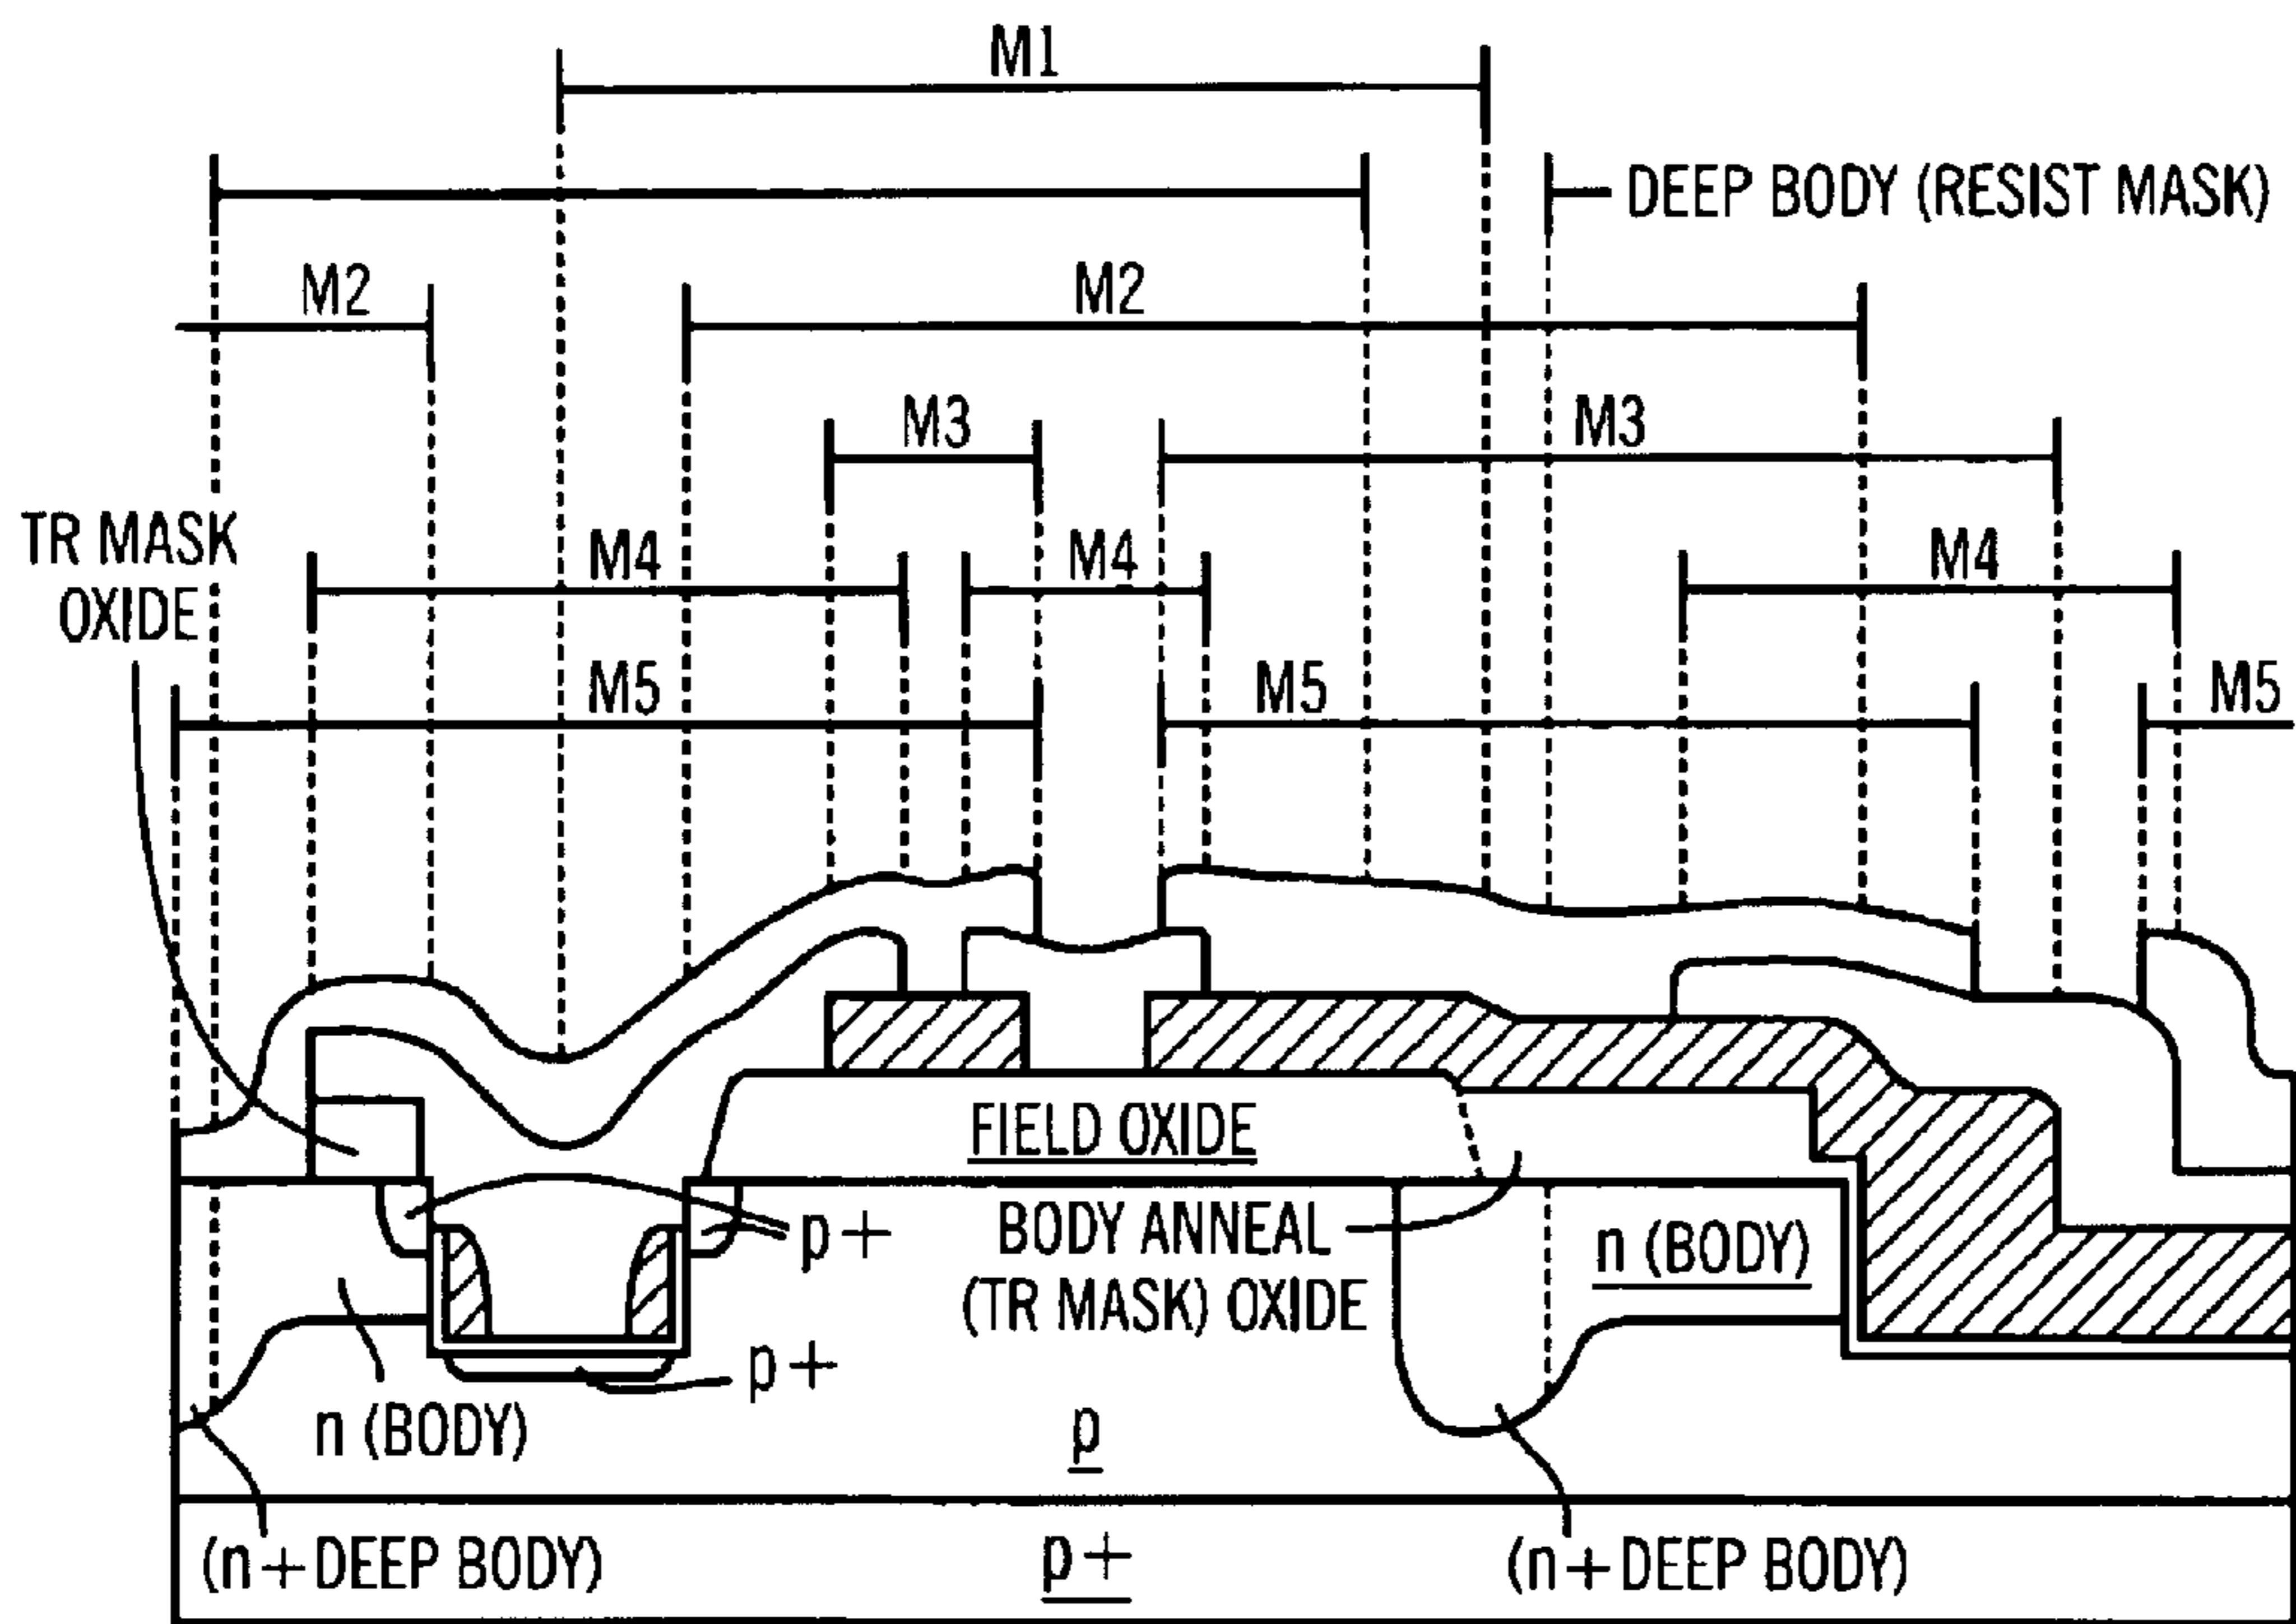 M1
DEEP BODY (RESIST MASK)
M2
M2
M3
M3
TR MASK
OXIDE
M4
M4
M4
M5
M5
M5
FIELD OXIDE
p+
BODY ANNEAL
(TR MASK) OXIDE
n (BODY)
p+
n (BODY)
p
(n+DEEP BODY)
p+
(n+DEEP BODY)